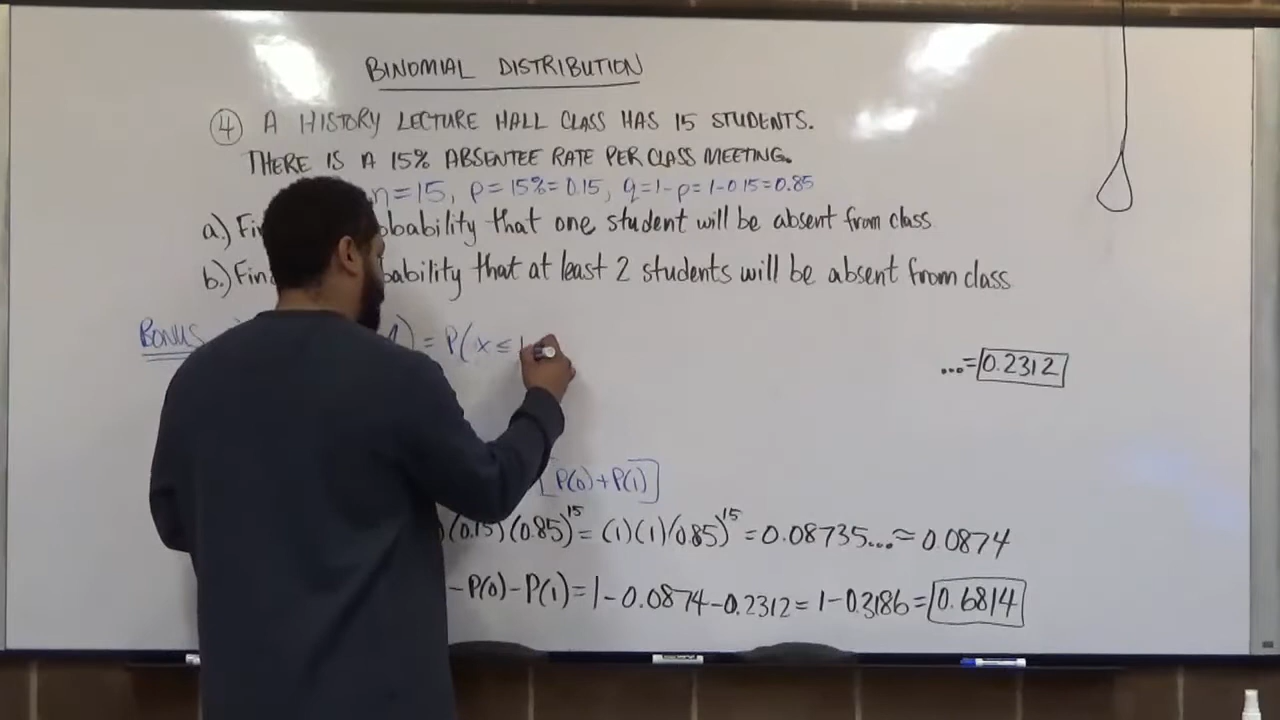 BINOMIAL DISTRIBUTION
④ A HISTORY LECTURE HALL CLASS HAS 15 STUDENTS.
THERE IS A 15% ABSENTEE RATE PER CLASS MEETING.
n=15, p=15%=0.15, q=1-p=1-0.15=0.85
a.) that one student will be absent from class
b.) that at least 2 students will be absent from class
BONUS ) = P(x ≤ 1
...= 0.2312
[P(0)+P(1)]
(0.15) (0.85)^15 = (1)(1)(0.85)^15 = 0.08735... ≈ 0.0874
-P(0)-P(1)=1-0.0874-0.2312=1-0.3186=0.6814